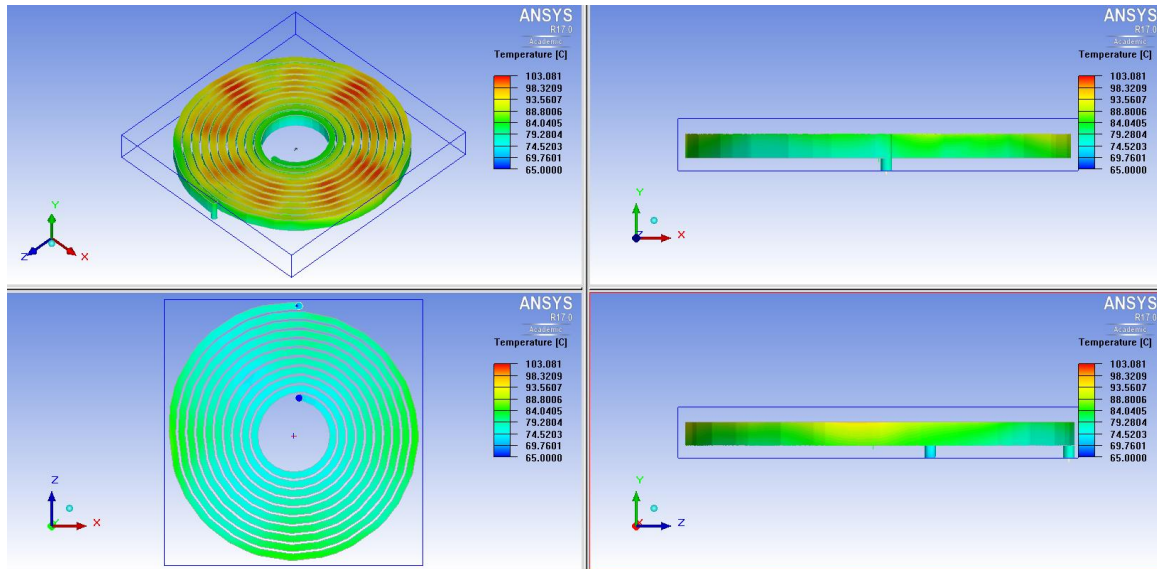 ANSYS
R17.0
Academic
Temperature [C]
103.081
98.3209
93.5607
88.8006
84.0405
79.2804
74.5203
69.7601
65.0000
Y
Z
X
ANSYS
R17.0
Academic
Temperature [C]
103.081
98.3209
93.5607
88.8006
84.0405
79.2804
74.5203
69.7601
65.0000
Y
Z
X
ANSYS
R17.0
Academic
Temperature [C]
103.081
98.3209
93.5607
88.8006
84.0405
79.2804
74.5203
69.7601
65.0000
Z
Y
X
ANSYS
R17.0
Academic
Temperature [C]
103.081
98.3209
93.5607
88.8006
84.0405
79.2804
74.5203
69.7601
65.0000
Y
X
Z